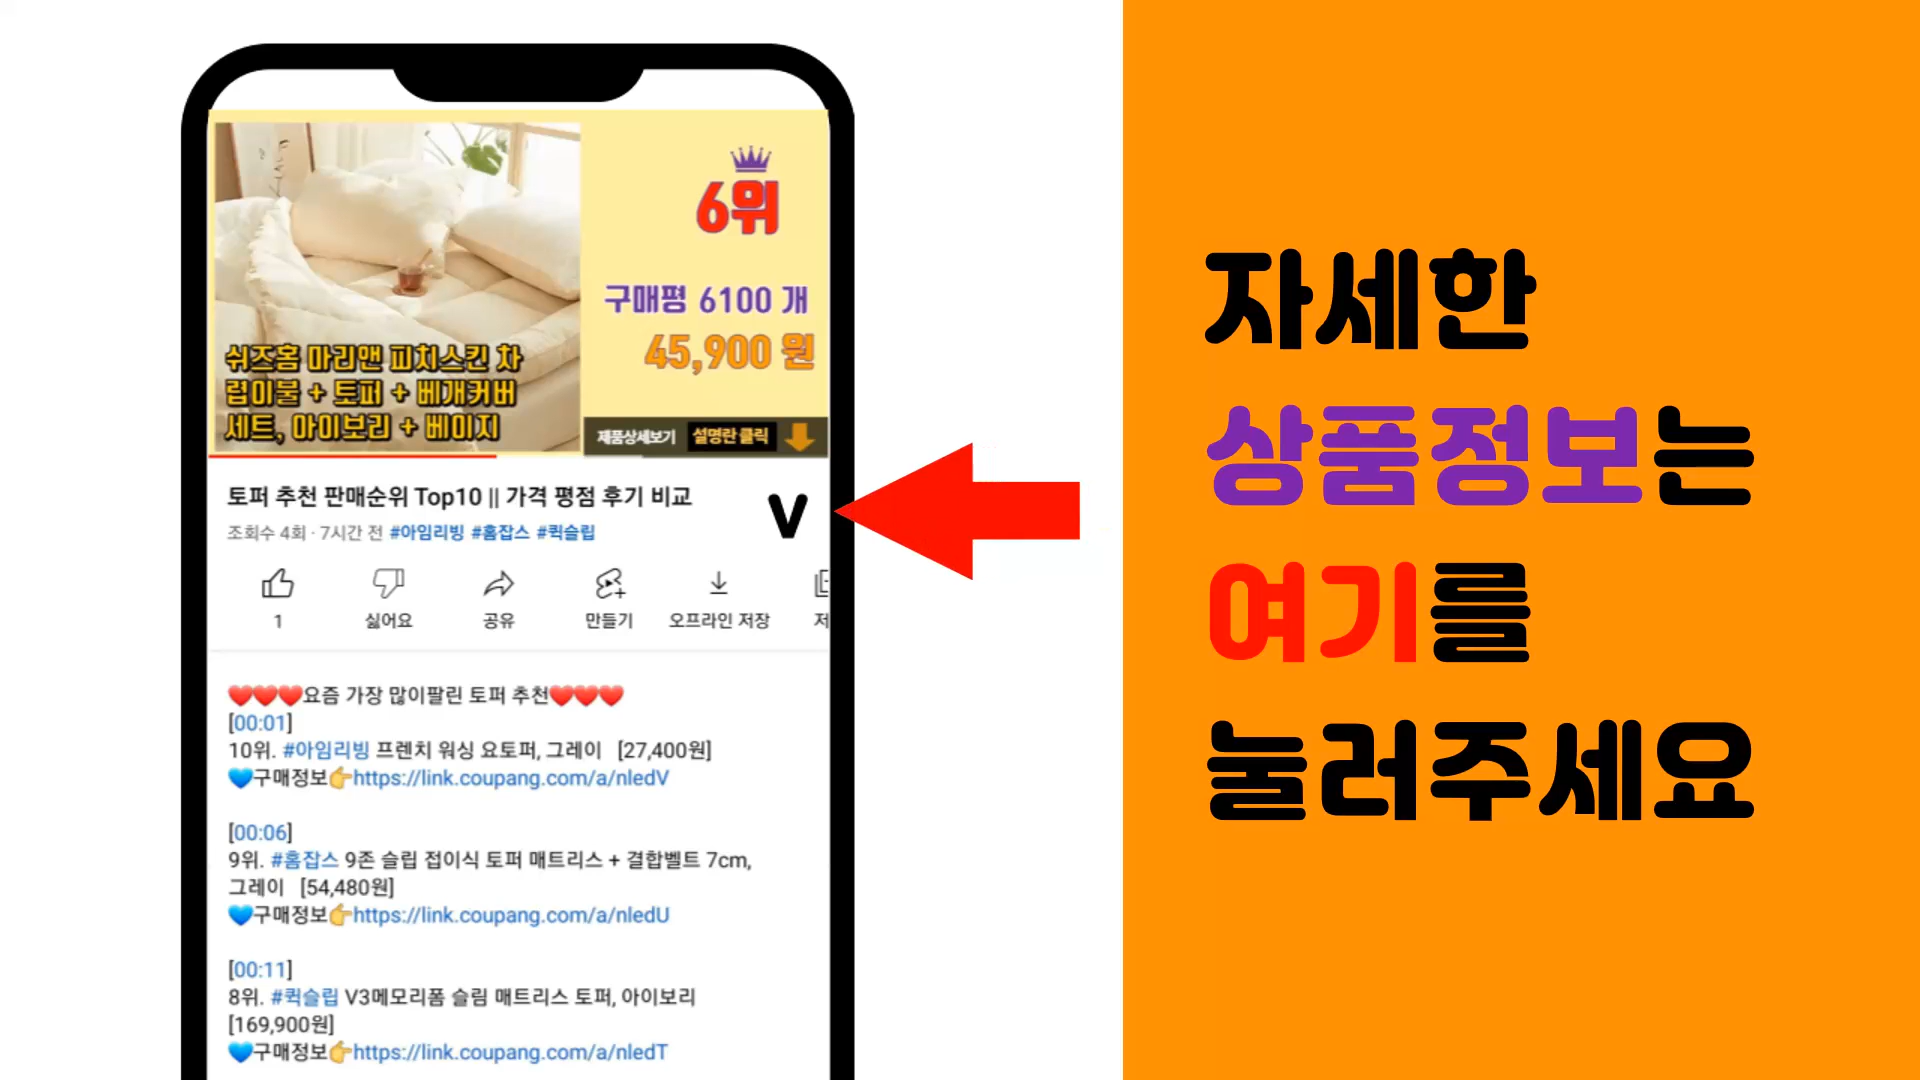 6위
구매평 6100 개
45,900 원
쉬즈홈 마리앤 피치스킨 차
렵이불 + 토퍼 + 베개커버
세트, 아이보리 + 베이지
제품상세보기 설명란 클릭
토퍼 추천 판매순위 Top10 || 가격 평점 후기 비교
조회수 4회 · 7시간 전 #아임리빙 #홈잡스 #퀵슬립
V
1 싫어요 공유 만들기 오프라인 저장 저
❤️❤️❤️요즘 가장 많이팔린 토퍼 추천❤️❤️❤️
[00:01]
10위. #아임리빙 프렌치 워싱 요토퍼, 그레이 [27,400원]
💙구매정보👉https://link.coupang.com/a/nledV
[00:06]
9위. #홈잡스 9존 슬립 접이식 토퍼 매트리스 + 결합벨트 7cm,
그레이 [54,480원]
💙구매정보👉https://link.coupang.com/a/nledU
[00:11]
8위. #퀵슬립 V3메모리폼 슬림 매트리스 토퍼, 아이보리
[169,900원]
💙구매정보👉https://link.coupang.com/a/nledT
자세한
상품정보는
여기를
눌러주세요